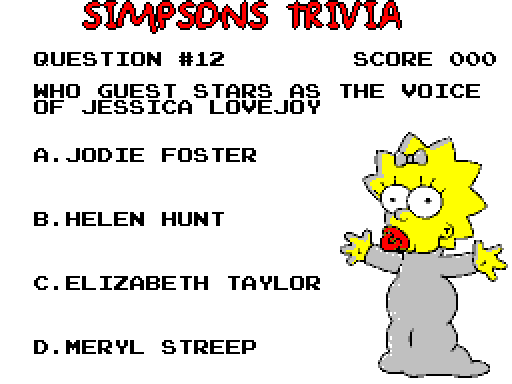 SIMPSONS TRIVIA
QUESTION #12 SCORE 000
WHO GUEST STARS AS THE VOICE
OF JESSICA LOVEJOY
A.JODIE FOSTER
B.HELEN HUNT
C.ELIZABETH TAYLOR
D.MERYL STREEP